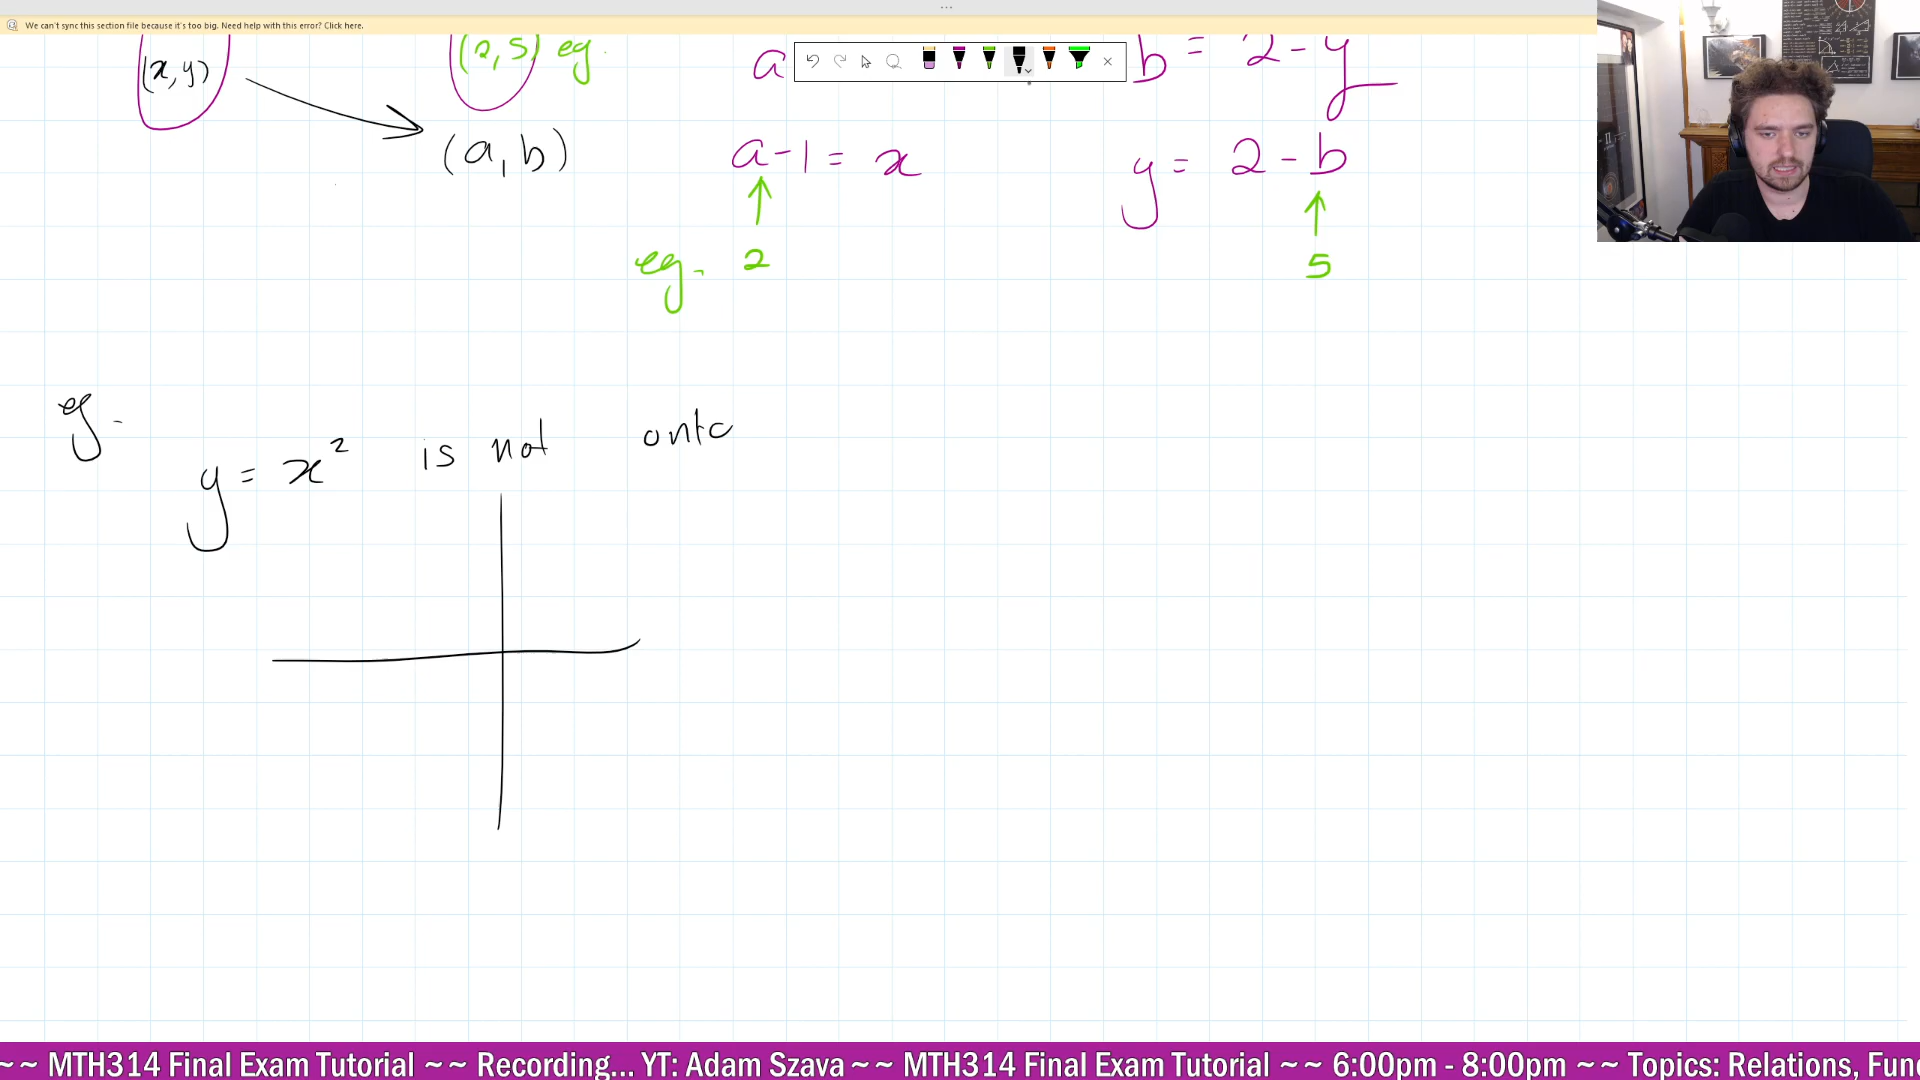 We can't sync this section file because it's too big. Need help with this error? Click here.
(x, y)
(2, 5) eg.
a
b = 2 - y
(a, b)
a - 1 = x
y = 2 - b
eg. 2
5
eg.
y = x² is not onto
~~ MTH314 Final Exam Tutorial ~~ Recording... YT: Adam Szava ~~ MTH314 Final Exam Tutorial ~~ 6:00pm - 8:00pm ~~ Topics: Relations, Func